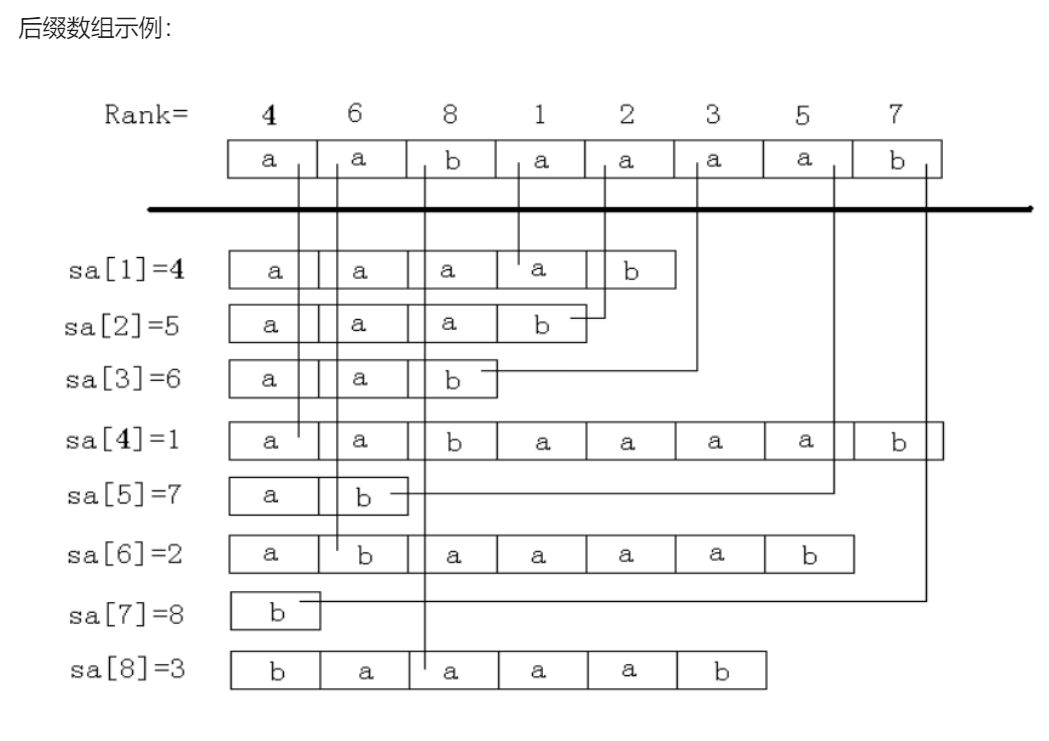 后缀数组示例：
Rank= 4 6 8 1 2 3 5 7
a a b a a a a b
sa[1]=4 a a a a b
sa[2]=5 a a a b
sa[3]=6 a a b
sa[4]=1 a a b a a a a b
sa[5]=7 a b
sa[6]=2 a b a a a a b
sa[7]=8 b
sa[8]=3 b a a a a b